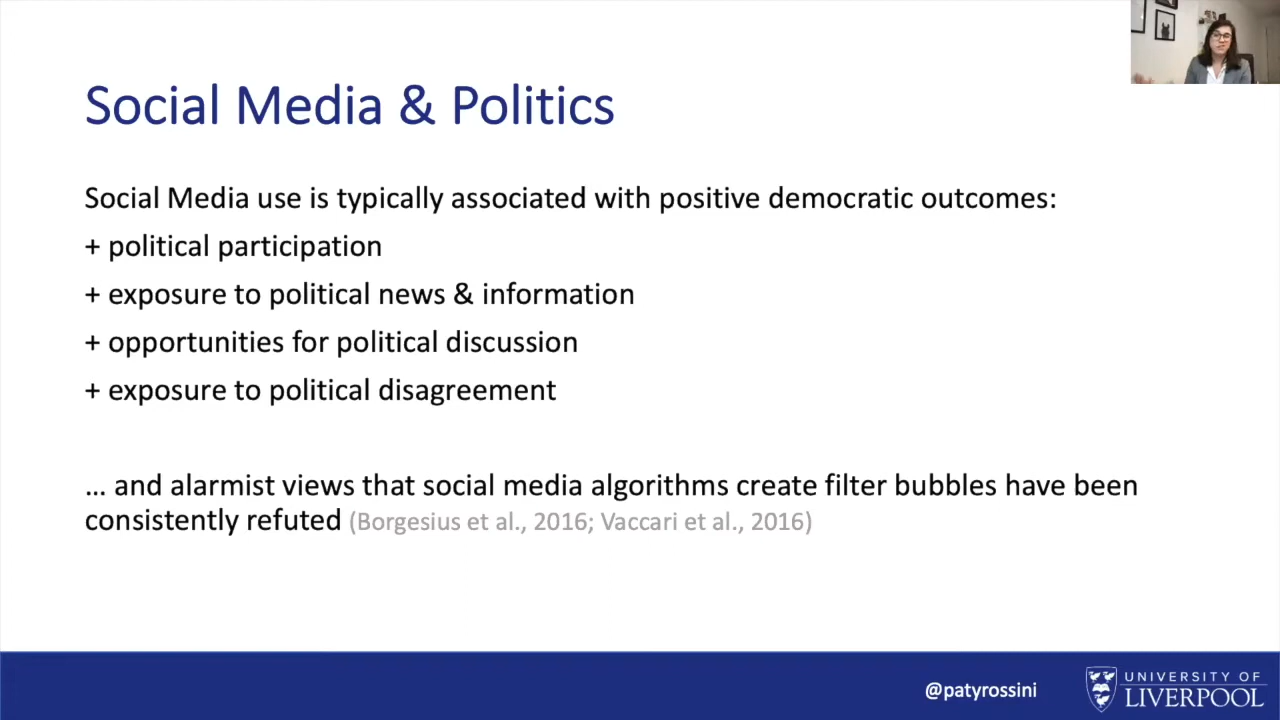 Social Media & Politics
Social Media use is typically associated with positive democratic outcomes:
+ political participation
+ exposure to political news & information
+ opportunities for political discussion
+ exposure to political disagreement
... and alarmist views that social media algorithms create filter bubbles have been
consistently refuted (Borgesius et al., 2016; Vaccari et al., 2016)
@patyrossini
UNIVERSITY OF
LIVERPOOL